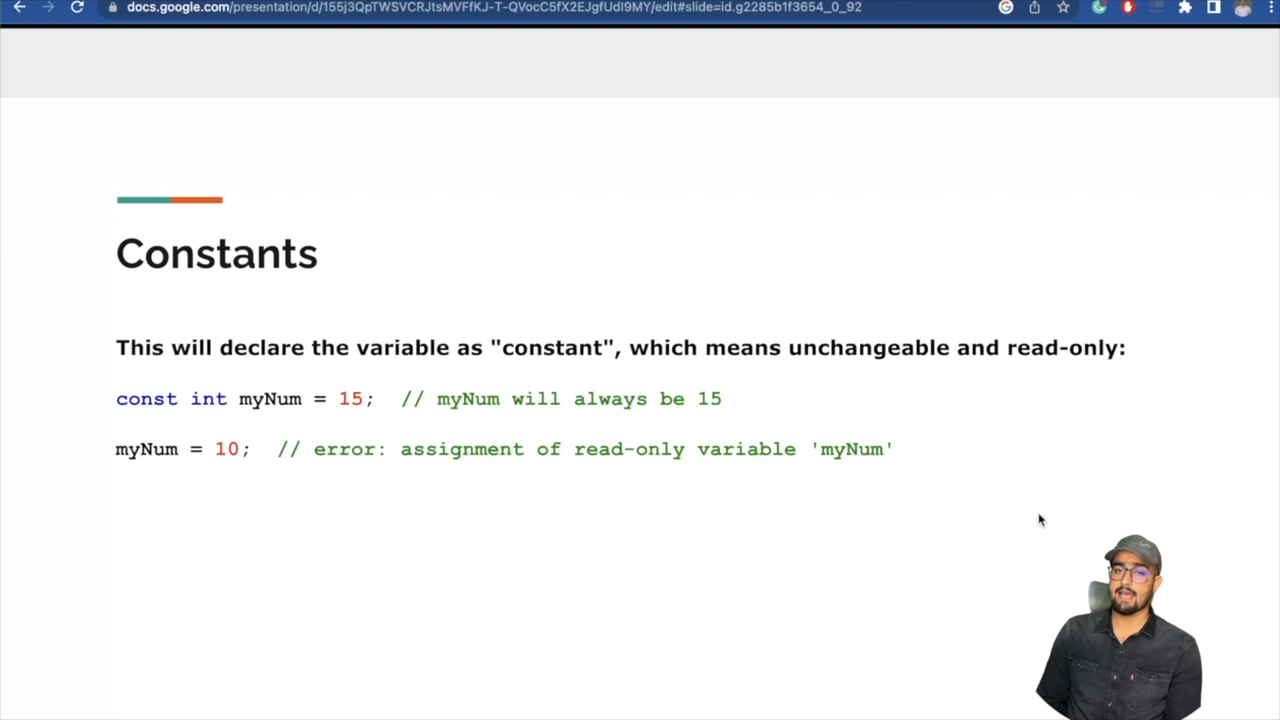 docs.google.com/presentation/d/155j3QpTWSVCRJtsMVFfKJ-T-QVocC5fX2EJgfUdI9MY/edit#slide=id.g2285b1f3654_0_92
Constants
This will declare the variable as "constant", which means unchangeable and read-only:
const int myNum = 15;  // myNum will always be 15
myNum = 10;  // error: assignment of read-only variable 'myNum'